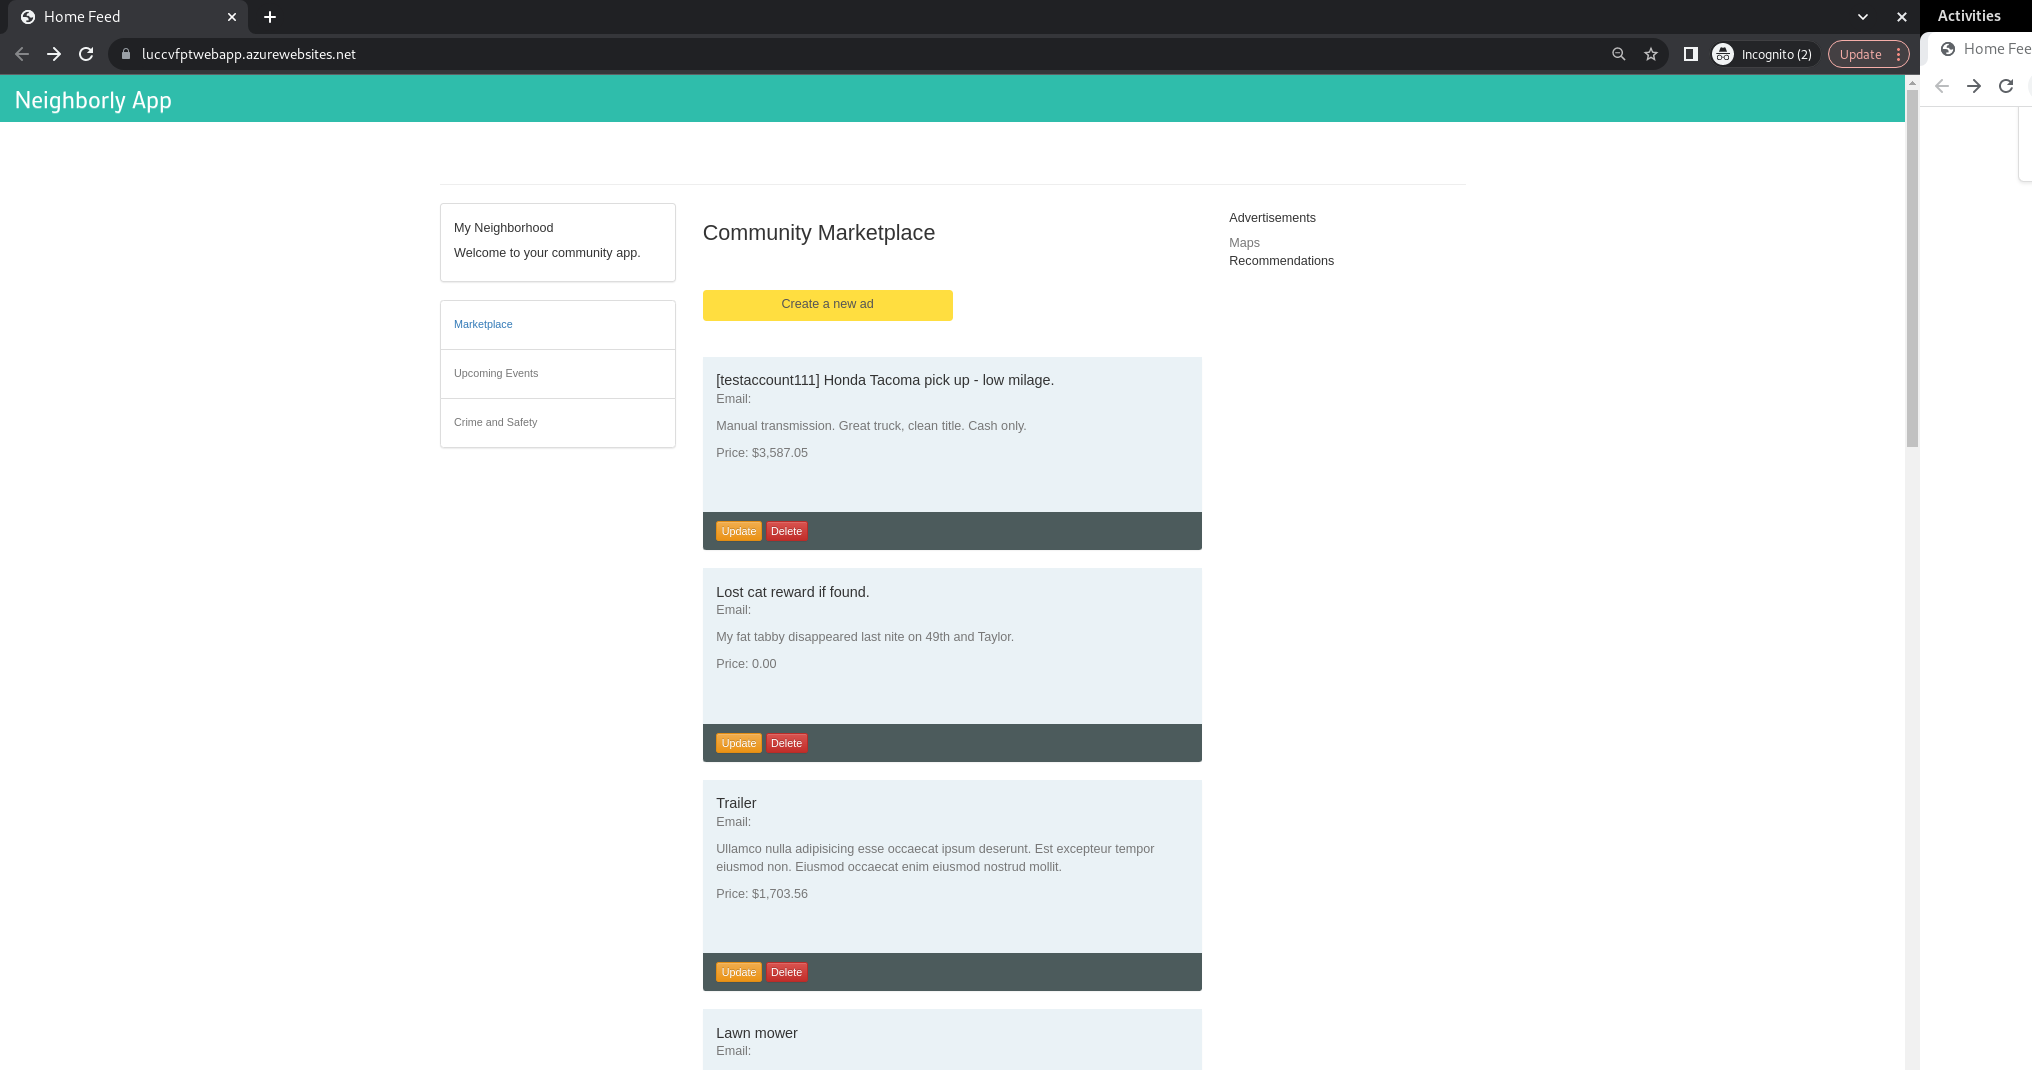 Home Feed
Activities
Home Fee
luccvfptwebapp.azurewebsites.net
Incognito (2)
Update
Neighborly App
My Neighborhood
Welcome to your community app.
Marketplace
Upcoming Events
Crime and Safety
Community Marketplace
Create a new ad
[testaccount111] Honda Tacoma pick up - low milage.
Email:
Manual transmission. Great truck, clean title. Cash only.
Price: $3,587.05
Update Delete
Lost cat reward if found.
Email:
My fat tabby disappeared last nite on 49th and Taylor.
Price: 0.00
Update Delete
Trailer
Email:
Ullamco nulla adipisicing esse occaecat ipsum deserunt. Est excepteur tempor
eiusmod non. Eiusmod occaecat enim eiusmod nostrud mollit.
Price: $1,703.56
Update Delete
Lawn mower
Email:
Advertisements
Maps
Recommendations